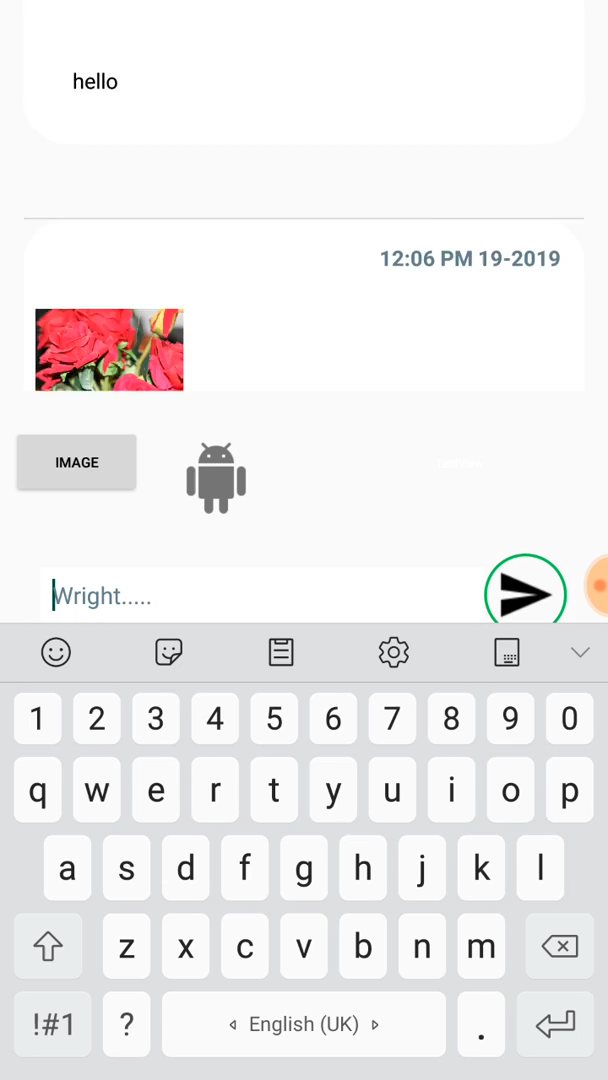 hello
12:06 PM 19-2019
IMAGE
Wright.....
1 2 3 4 5 6 7 8 9 0
q w e r t y u i o p
a s d f g h j k l
z x c v b n m
!#1 ? English (UK) .